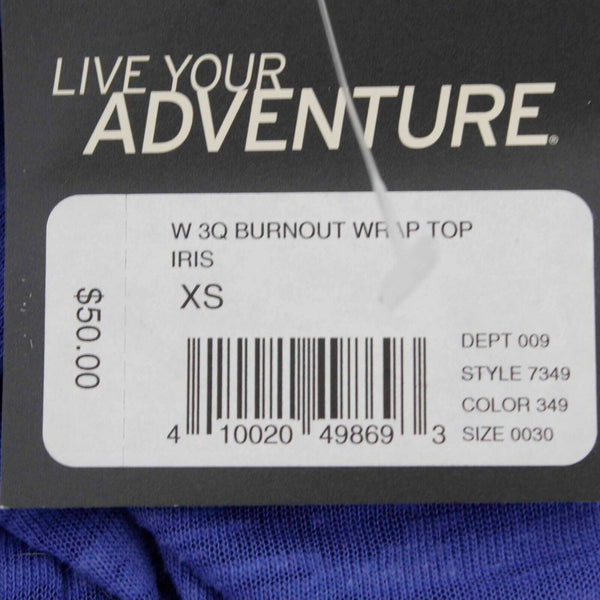 LIVE YOUR
ADVENTURE®
W 3Q BURNOUT WRAP TOP
IRIS
XS
$50.00
DEPT 009
STYLE 7349
COLOR 349
SIZE 0030
4 10020 49869 3